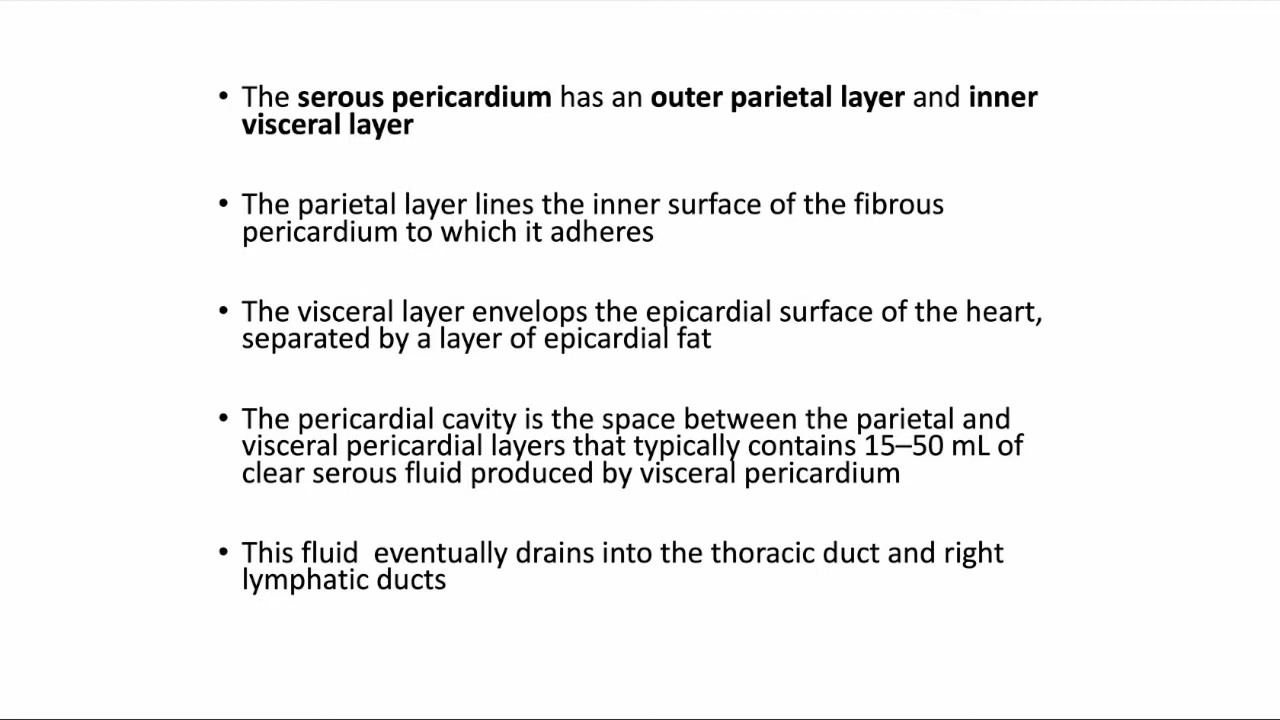 • The serous pericardium has an outer parietal layer and inner
visceral layer
• The parietal layer lines the inner surface of the fibrous
pericardium to which it adheres
• The visceral layer envelops the epicardial surface of the heart,
separated by a layer of epicardial fat
• The pericardial cavity is the space between the parietal and
visceral pericardial layers that typically contains 15–50 mL of
clear serous fluid produced by visceral pericardium
• This fluid  eventually drains into the thoracic duct and right
lymphatic ducts